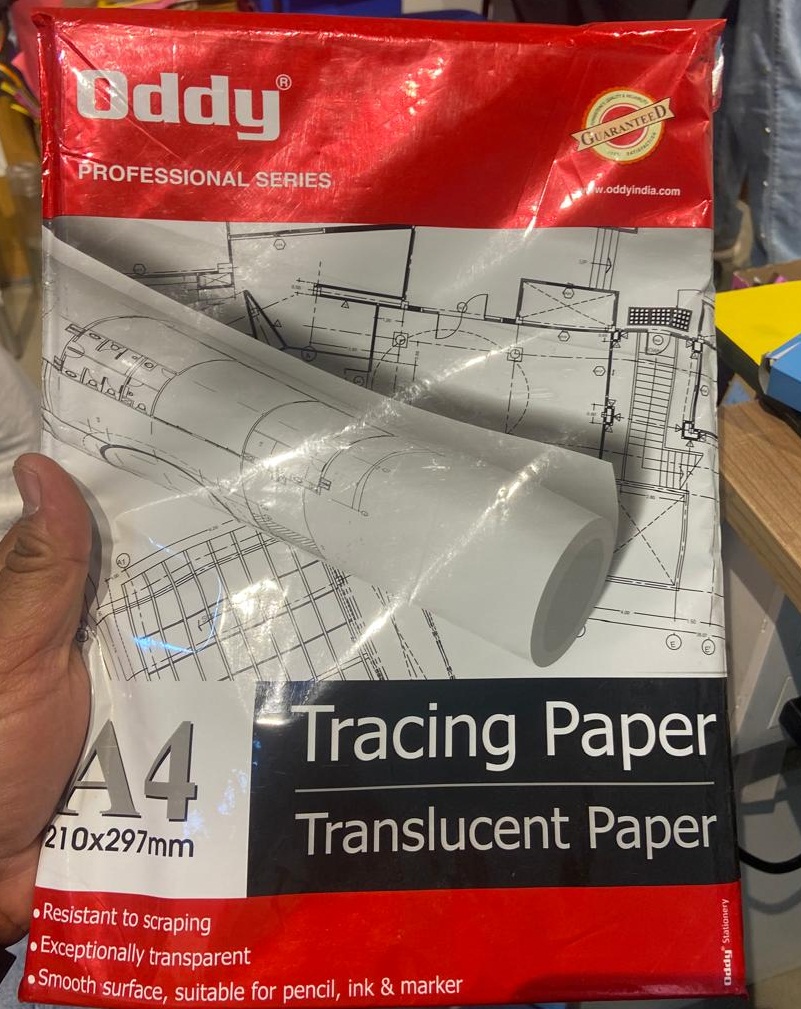 Oddy®
PROFESSIONAL SERIES
GUARANTEED
www.oddyindia.com
Tracing Paper
Translucent Paper
A4
210x297mm
• Resistant to scraping
• Exceptionally transparent
• Smooth surface, suitable for pencil, ink & marker
Oddy® Stationery